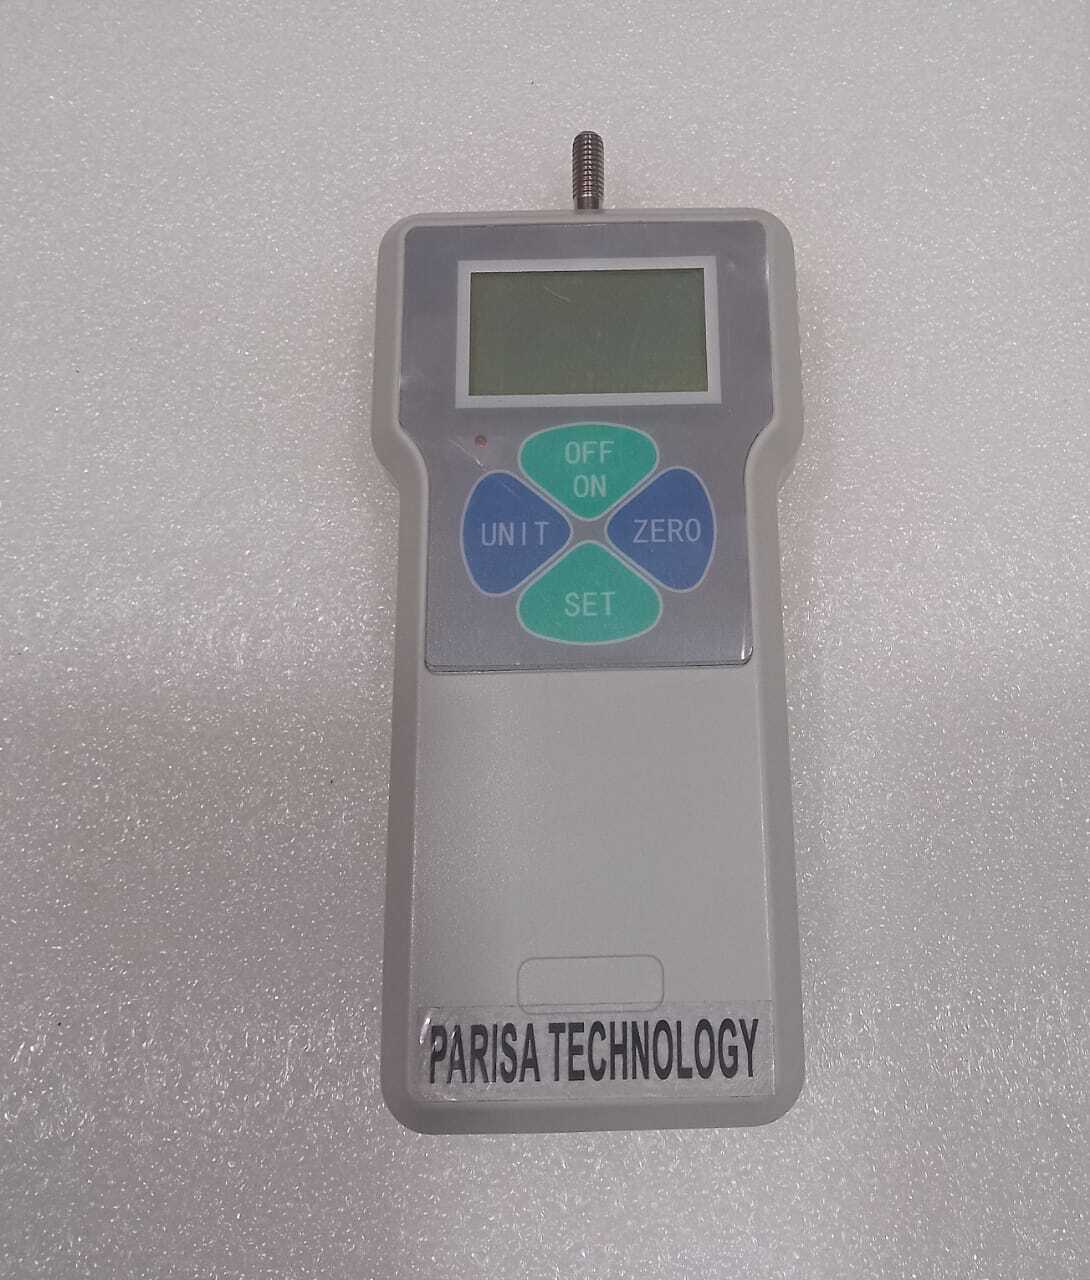 OFF
ON
UNIT
ZERO
SET
PARISA TECHNOLOGY